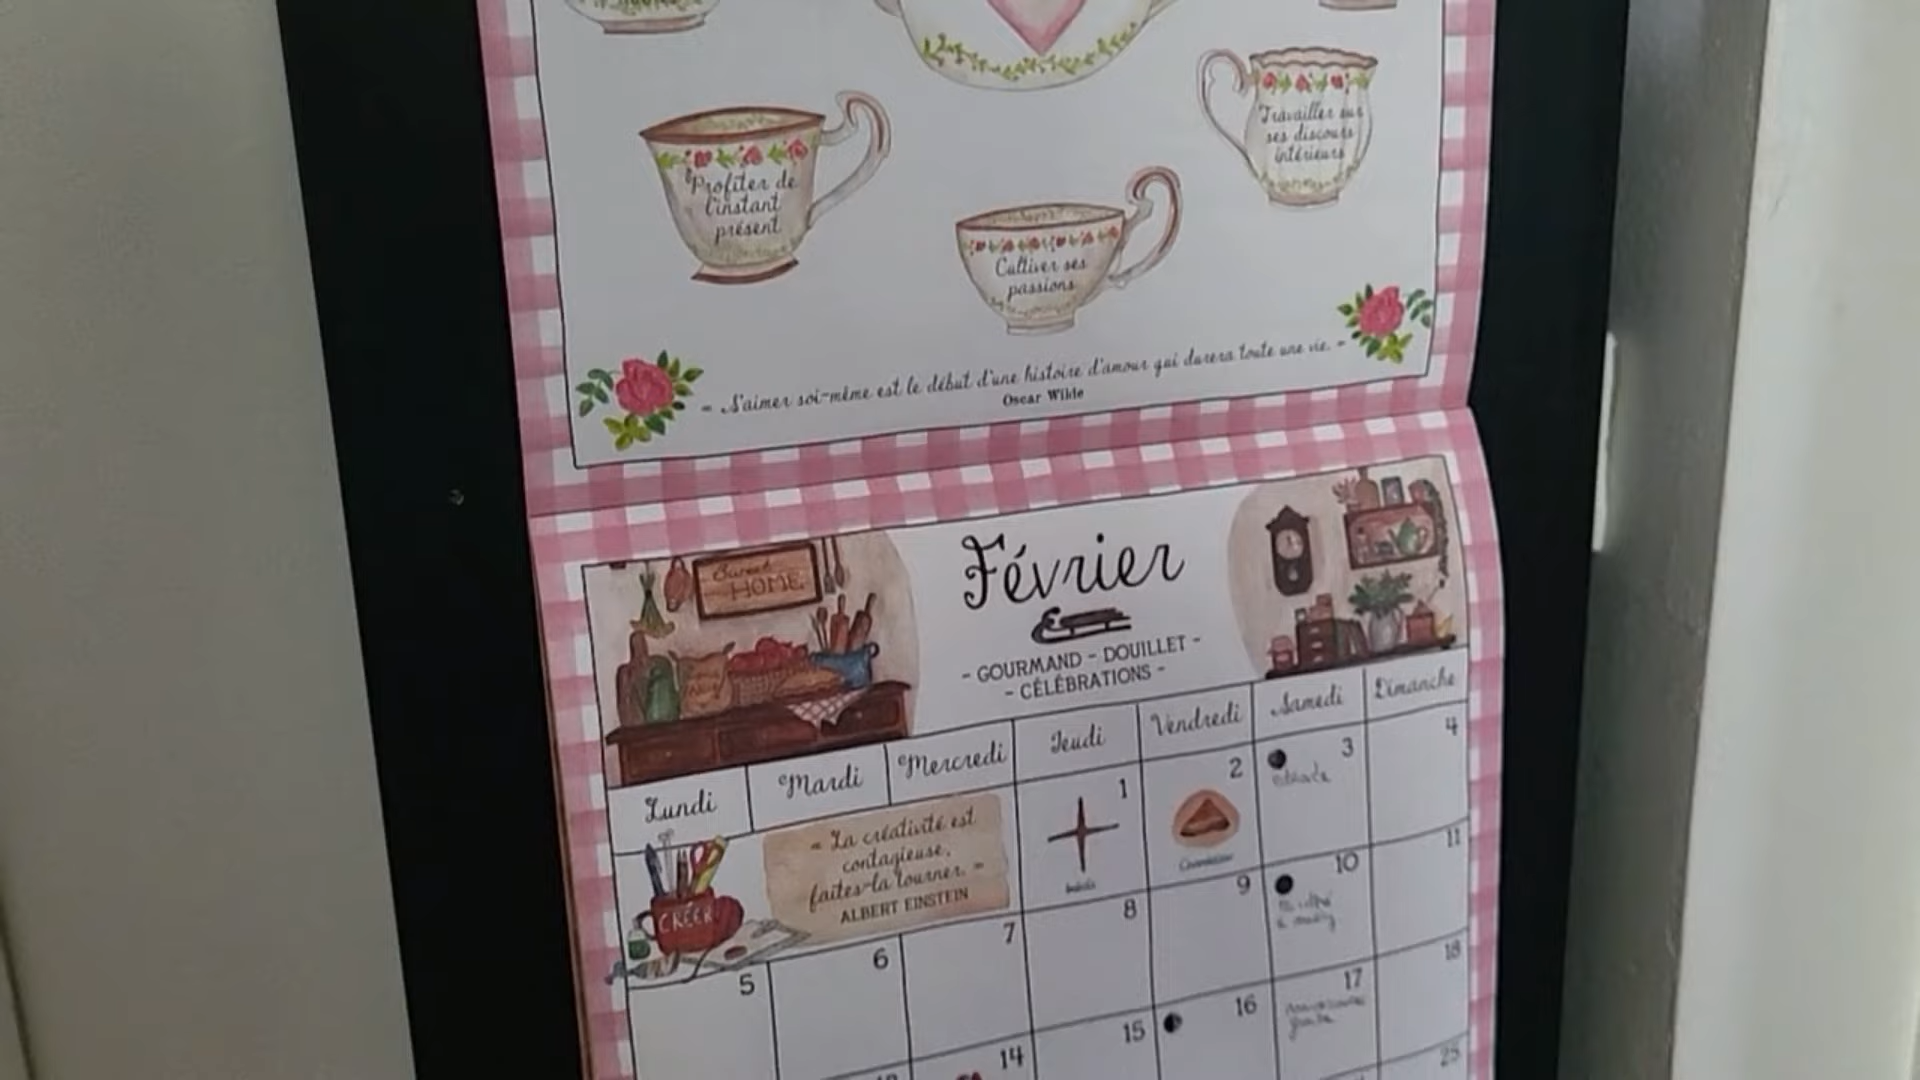 Travailler sur
ses discours
intérieurs
Profiter de
l'instant
présent
Cultiver ses
passions
« S'aimer soi-même est le début d'une histoire d'amour qui durera toute une vie. »
Oscar Wilde
Sweet
HOME
Février
- GOURMAND - DOUILLET -
- CÉLÉBRATIONS -
Lundi Mardi Mercredi Jeudi Vendredi Samedi Dimanche
1 2 3 4
« La créativité est
contagieuse,
faites-la tourner. »
ALBERT EINSTEIN
CRÉER
5 6 7 8 9 10 11
14 15 16 17 18
25